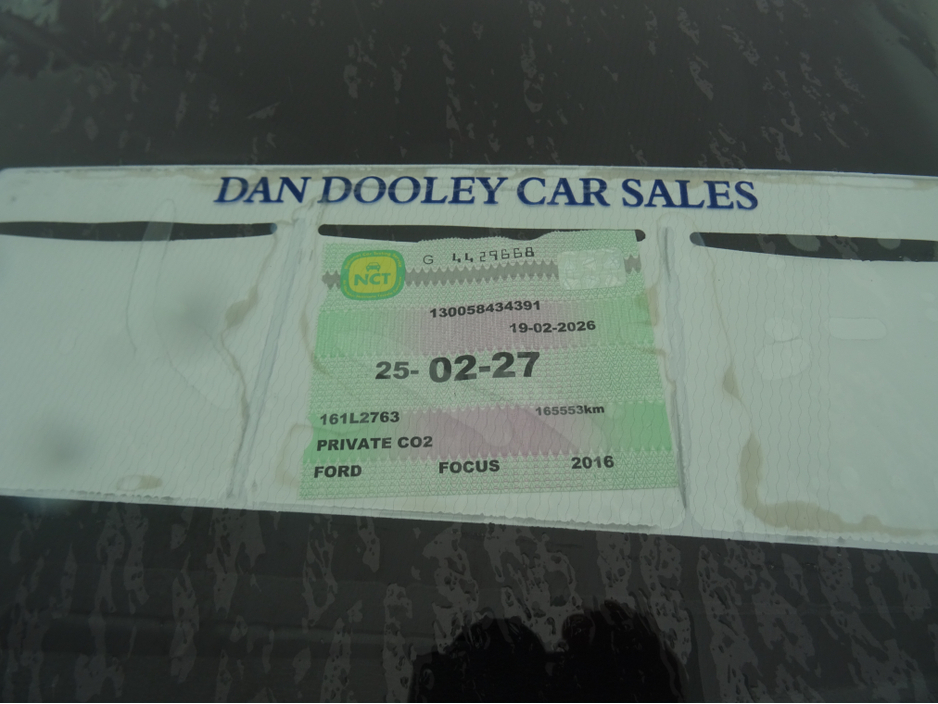 DAN DOOLEY CAR SALES
G 4429668
NCT
130058434391
19-02-2026
25-02-27
161L2763 165553km
PRIVATE CO2
FORD FOCUS 2016